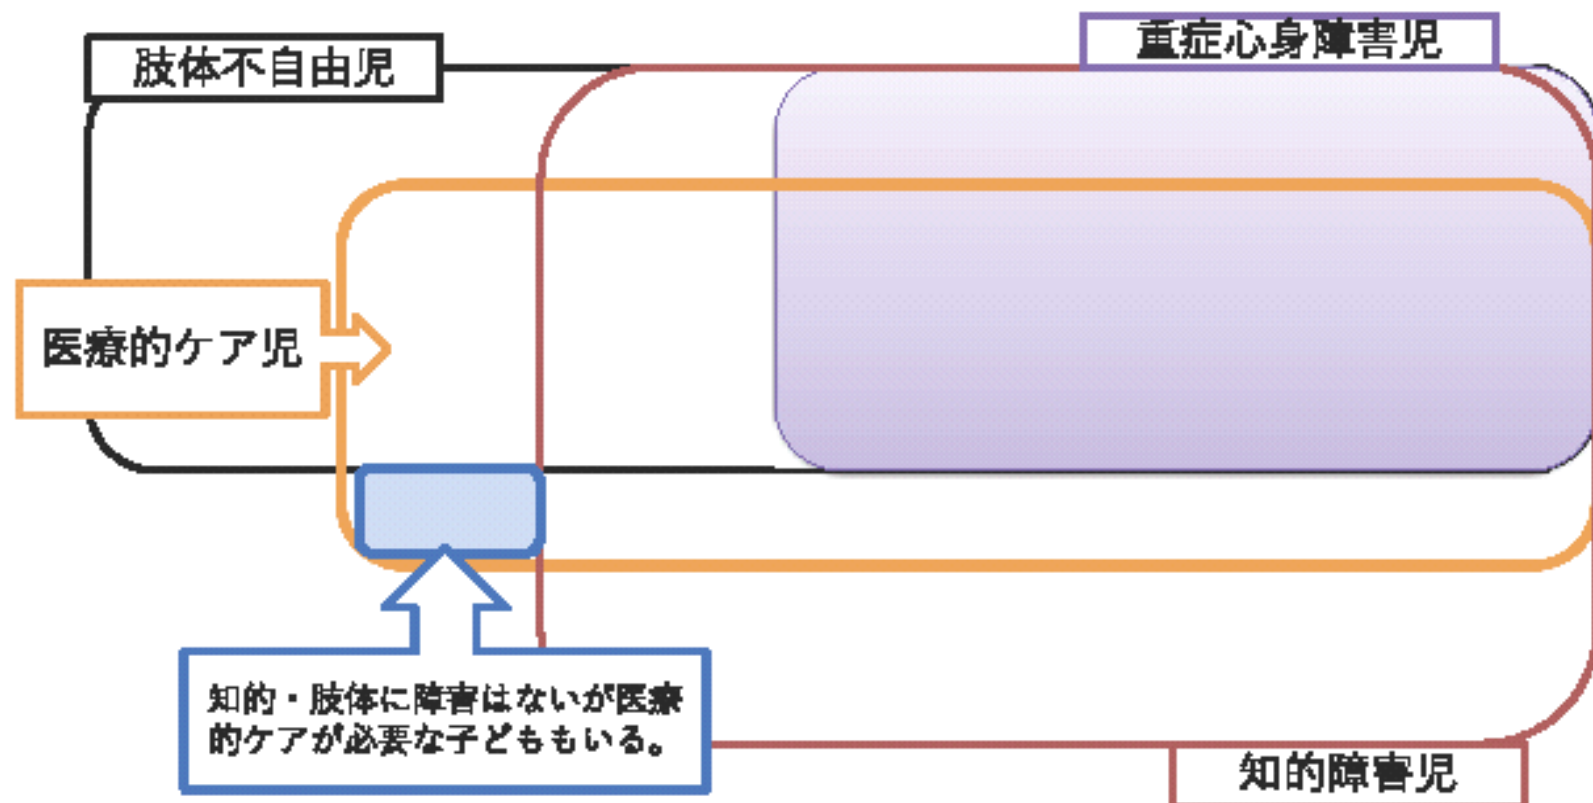 重症心身障害児
肢体不自由児
医療的ケア児
知的・肢体に障害はないが医療
的ケアが必要な子どももいる。
知的障害児